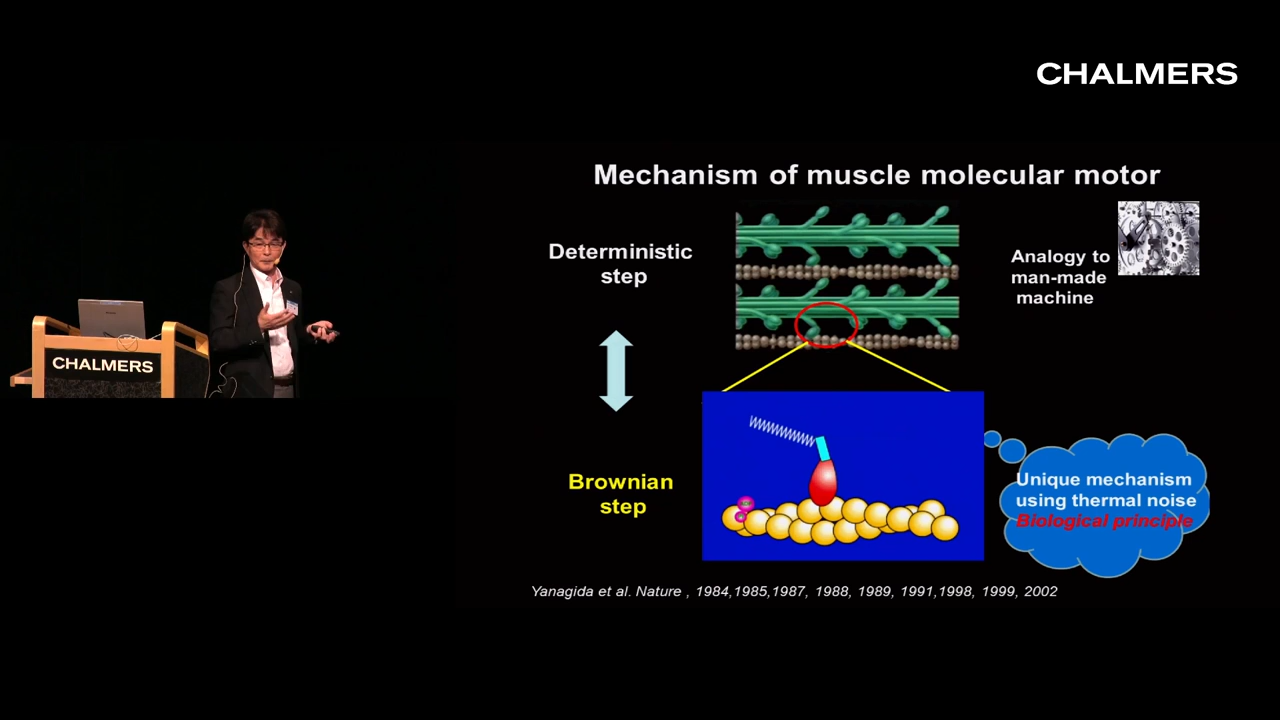 CHALMERS
Mechanism of muscle molecular motor
Deterministic
step
Analogy to
man-made
machine
CHALMERS
Brownian
step
Unique mechanism
using thermal noise
Biological principle
Yanagida et al. Nature , 1984,1985,1987, 1988, 1989, 1991,1998, 1999, 2002